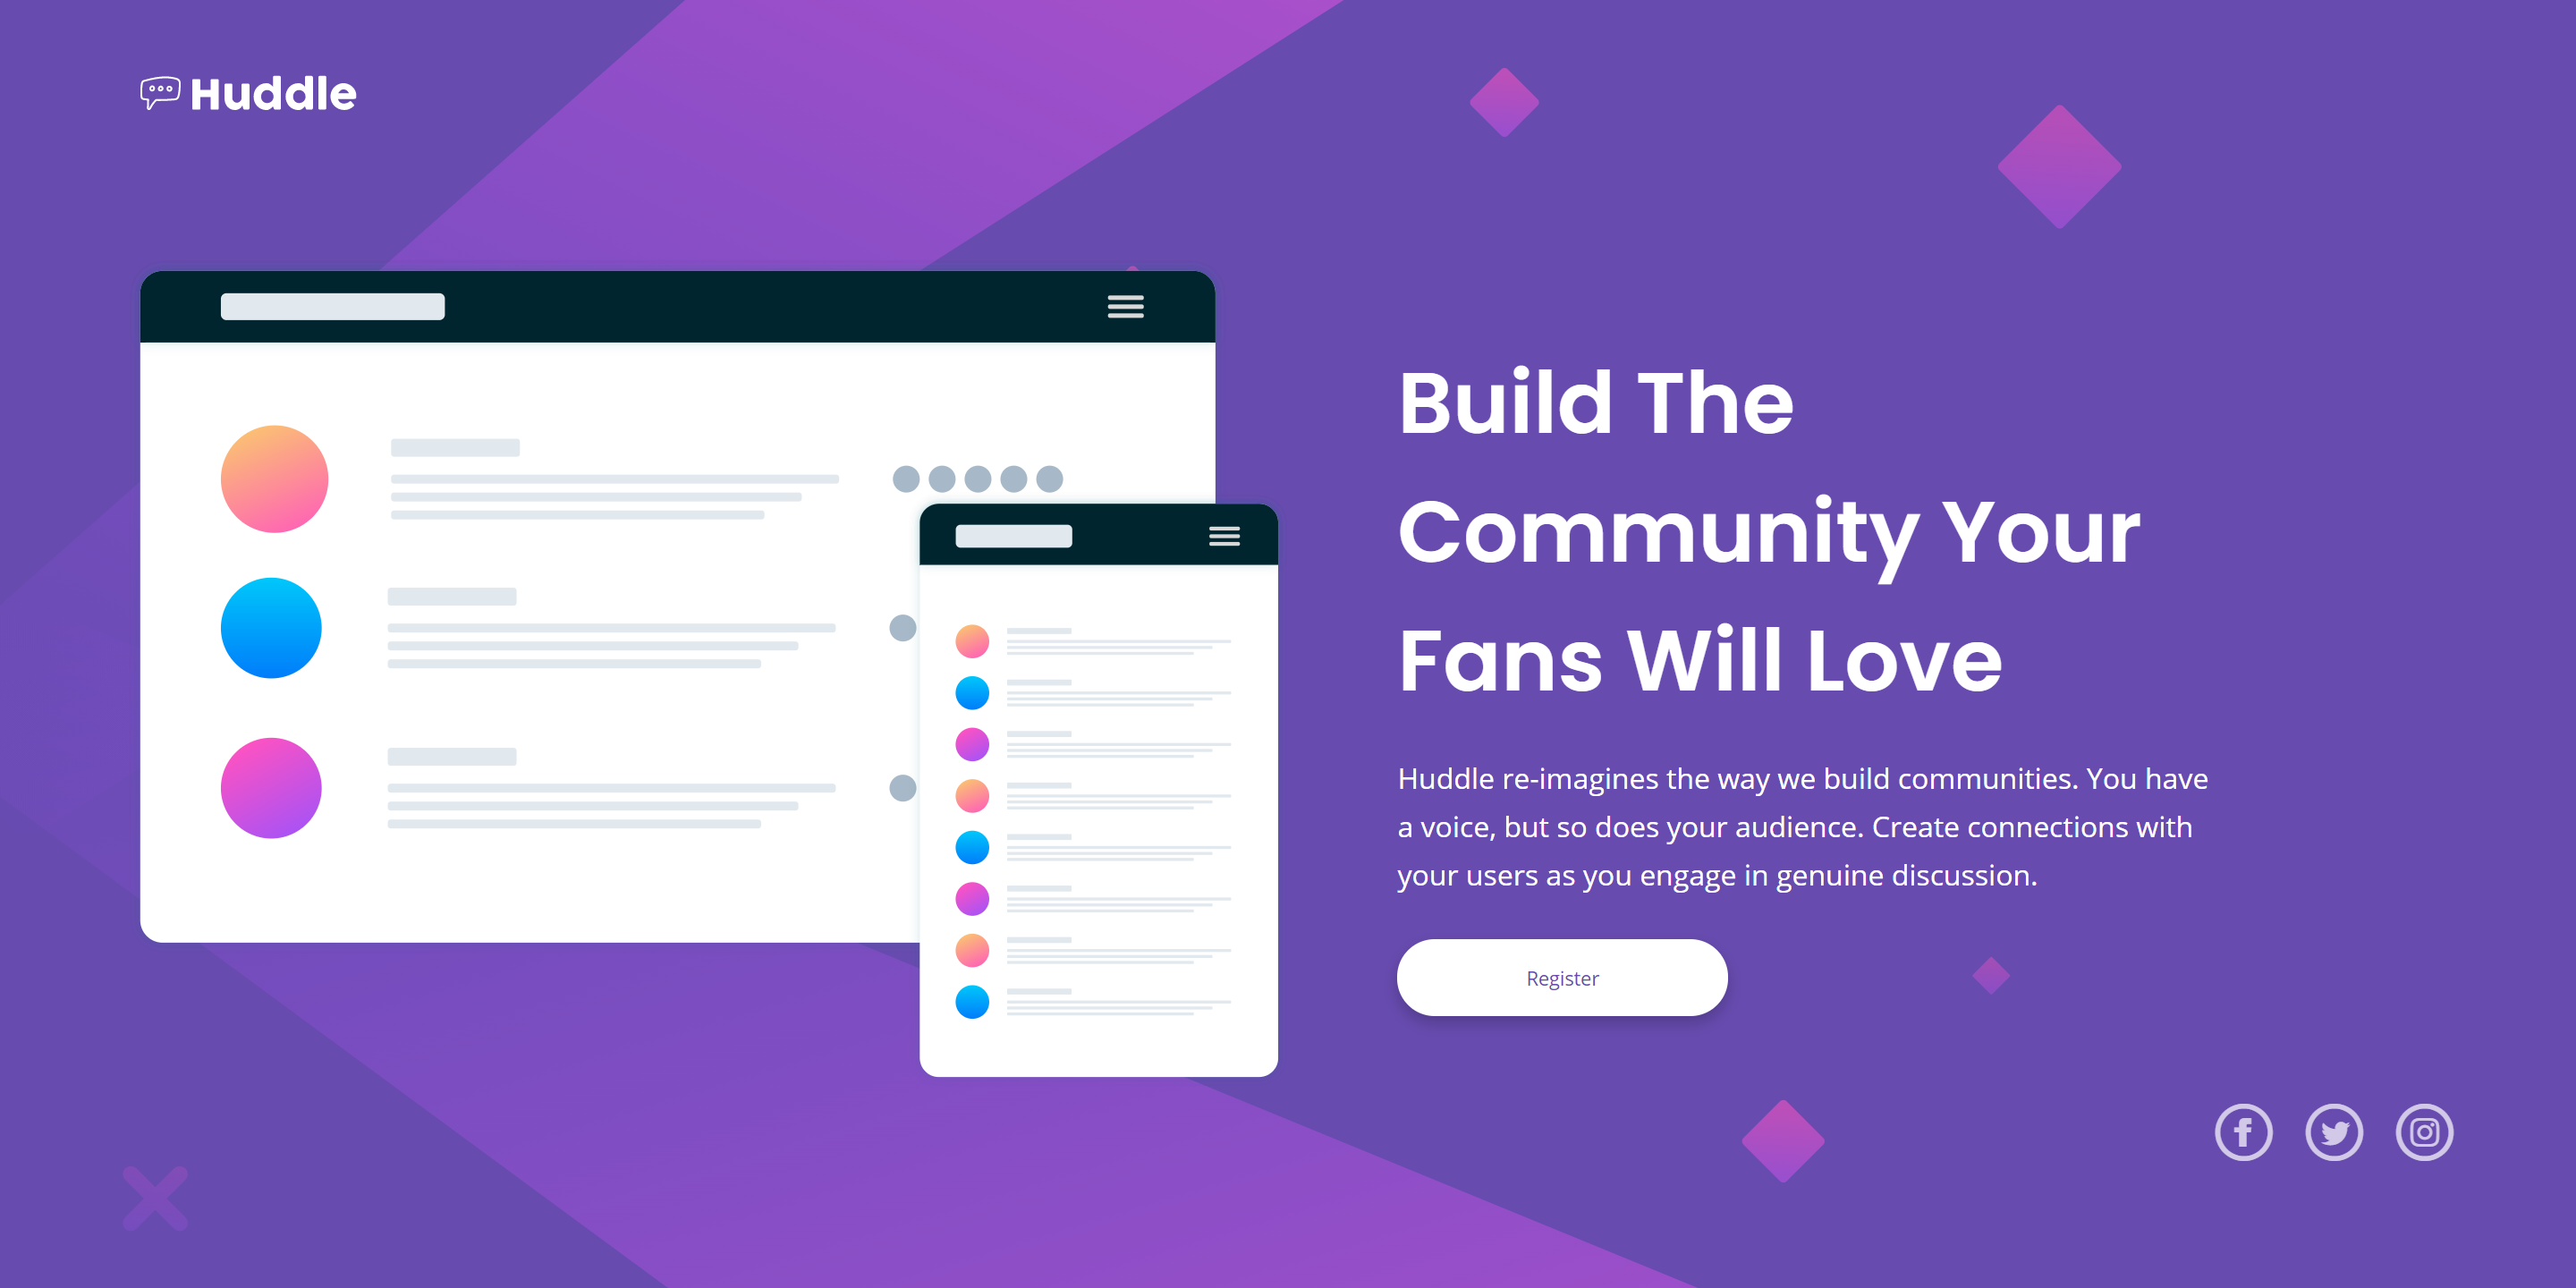 Huddle
Build The
Community Your
Fans Will Love
Huddle re-imagines the way we build communities. You have
a voice, but so does your audience. Create connections with
your users as you engage in genuine discussion.
Register